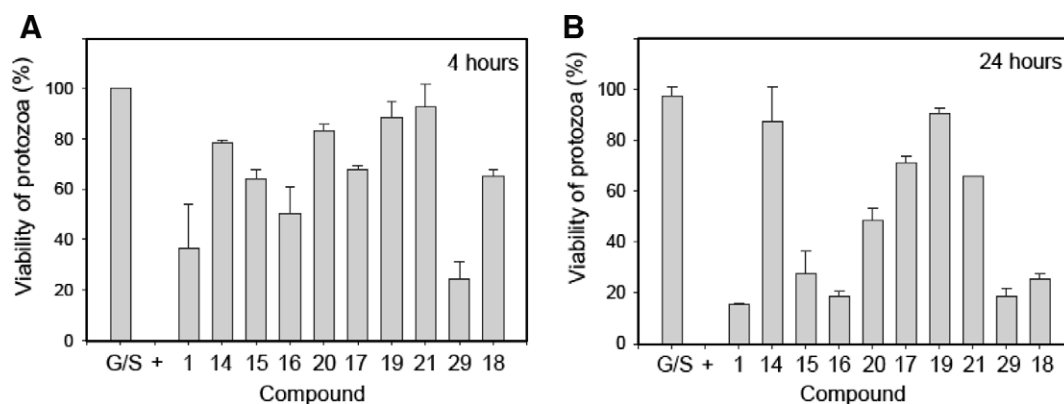 A
4 hours
Viability of protozoa (%)
100
80
60
40
20
0
G/S + 1 14 15 16 20 17 19 21 29 18
Compound
B
24 hours
Viability of protozoa (%)
100
80
60
40
20
0
G/S + 1 14 15 16 20 17 19 21 29 18
Compound